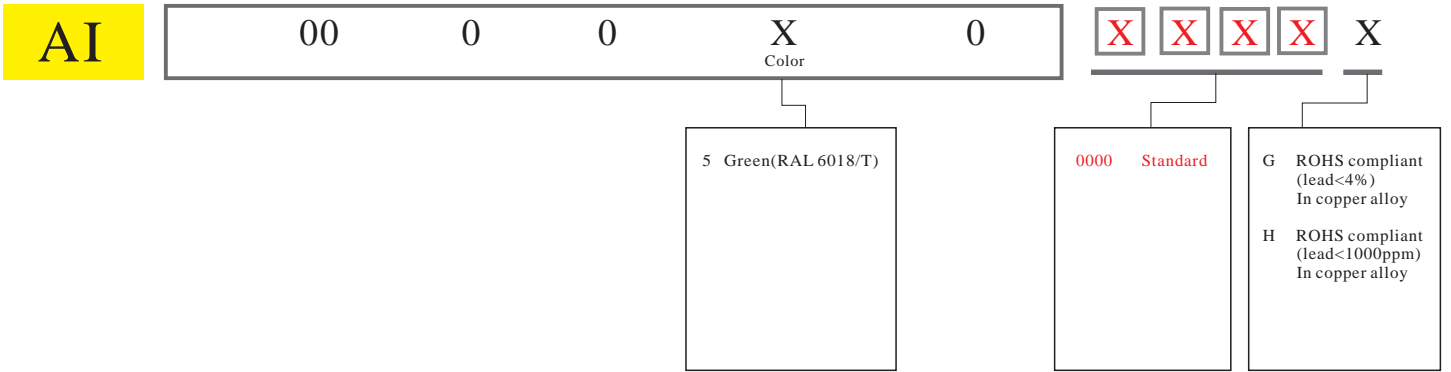 AI 00 0 0 X 0 X X X X X
Color
5 Green(RAL 6018/T)
0000 Standard
G ROHS compliant
(lead<4%)
In copper alloy
H ROHS compliant
(lead<1000ppm)
In copper alloy